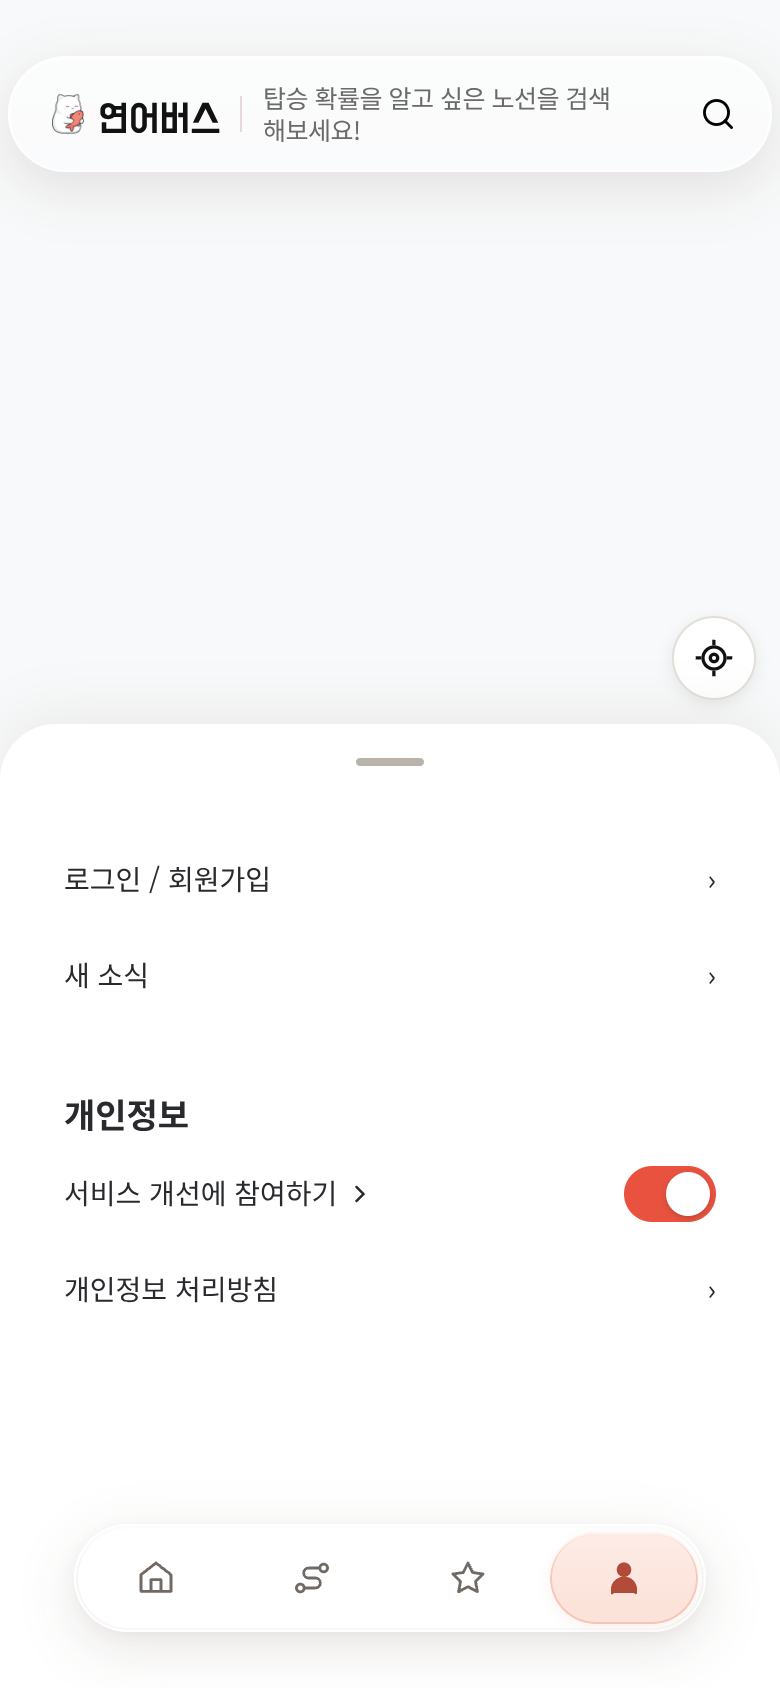 연어버스
탑승 확률을 알고 싶은 노선을 검색
해보세요!
로그인 / 회원가입
새 소식
개인정보
서비스 개선에 참여하기
개인정보 처리방침